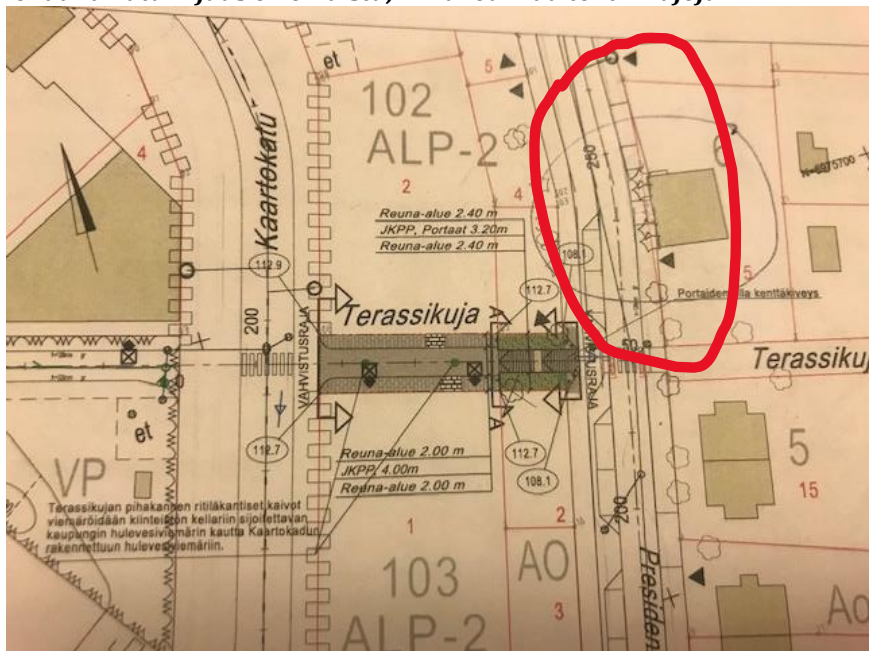 et
4
102
ALP-2
2
5
Kaartokatu
250
6
N=6975700
4
Reuna-alue 2.40 m
JKPP, Portaat 3.20m
Reuna-alue 2.40 m
108.1
112.9
112.7
5
Portaiden
kenttäkiveys
200
Terassikuja
A
VAHVISTUSRAJA
50
Terassikuj
A
et
112.7
Reuna-alue 2.00 m
JKPP, 4.00m
Reuna-alue 2.00 m
112.7
108.1
5
15
VP
Terassikujan pihakannen ritiläkantiset kaivot
viemäröidään kiinteistön kellariin sijoitettavan
kaupungin hulevesiviemärin kautta Kaartokadun
rakennettuun hulevesiviemäriin.
200
1
2
AO
3
103
ALP-2
Presiden
Ao